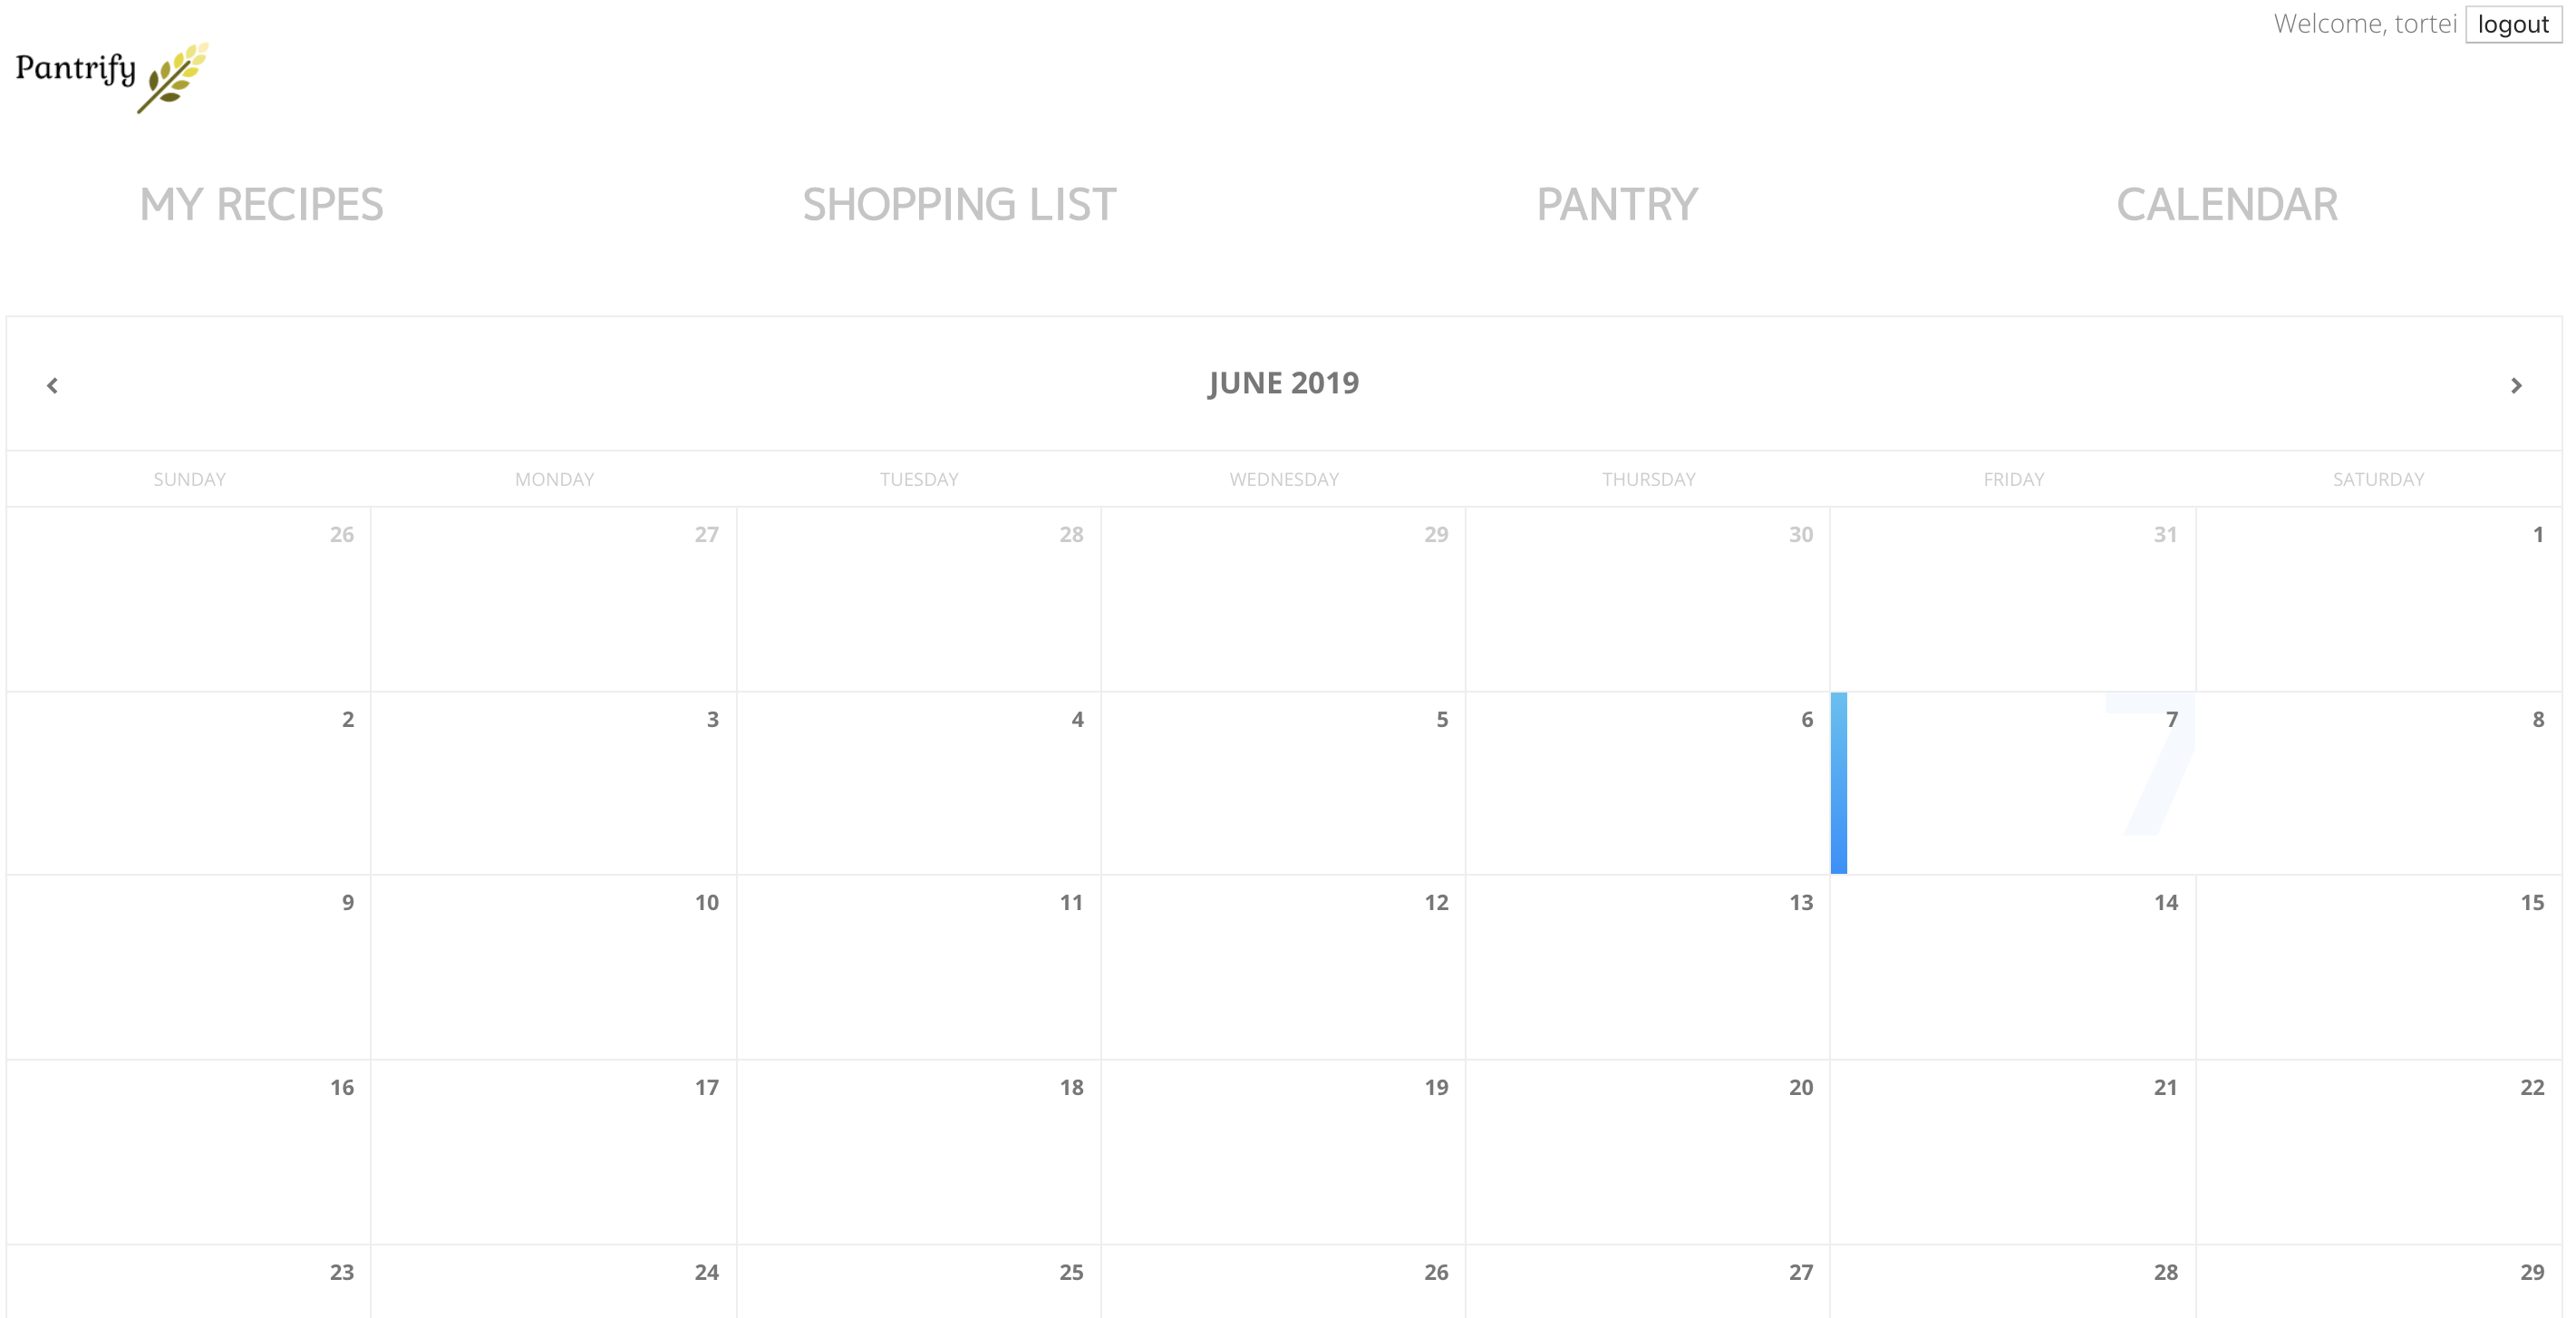 Welcome, tortei logout
Pantrify
MY RECIPES SHOPPING LIST PANTRY CALENDAR
JUNE 2019
SUNDAY MONDAY TUESDAY WEDNESDAY THURSDAY FRIDAY SATURDAY
26 27 28 29 30 31 1
2 3 4 5 6 7 7 8
9 10 11 12 13 14 15
16 17 18 19 20 21 22
23 24 25 26 27 28 29